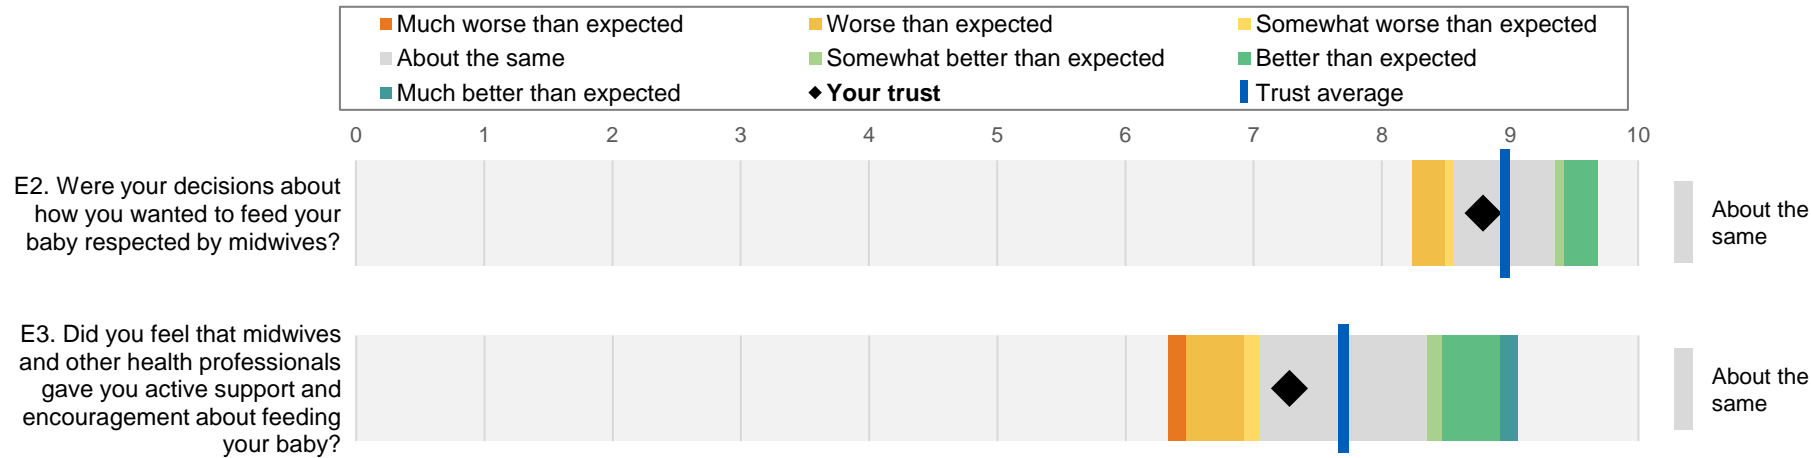 Much worse than expected
Worse than expected
Somewhat worse than expected
About the same
Somewhat better than expected
Better than expected
Much better than expected
Your trust
Trust average
0 1 2 3 4 5 6 7 8 9 10
E2. Were your decisions about
how you wanted to feed your
baby respected by midwives?
About the
same
E3. Did you feel that midwives
and other health professionals
gave you active support and
encouragement about feeding
your baby?
About the
same